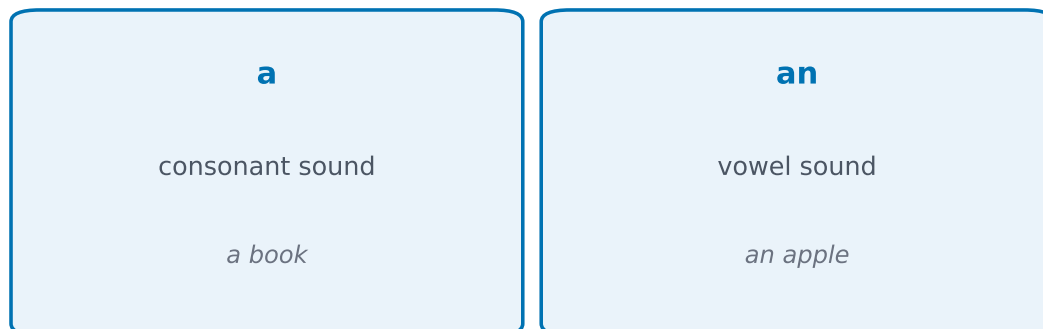 a
consonant sound
a book
an
vowel sound
an apple